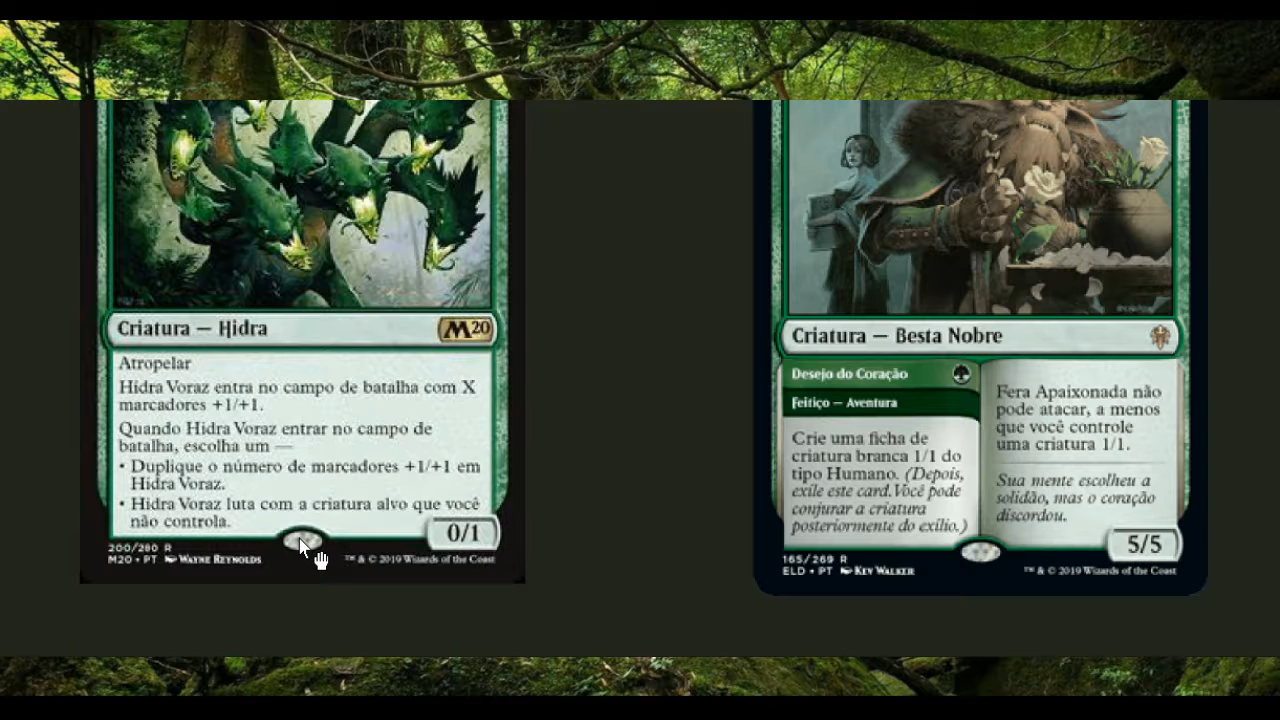 Criatura — Hidra
M20
Atropelar
Hidra Voraz entra no campo de batalha com X
marcadores +1/+1.
Quando Hidra Voraz entrar no campo de
batalha, escolha um —
• Duplique o número de marcadores +1/+1 em
Hidra Voraz.
• Hidra Voraz luta com a criatura alvo que você
não controla.
0/1
200/280 R
M20 • PT Wayne Reynolds
™ & © 2019 Wizards of the Coast
Criatura — Besta Nobre
Desejo do Coração
Feitiço — Aventura
Crie uma ficha de
criatura branca 1/1 do
tipo Humano. (Depois,
exile este card.Você pode
conjurar a criatura
posteriormente do exílio.)
Fera Apaixonada não
pode atacar, a menos
que você controle
uma criatura 1/1.
Sua mente escolheu a
solidão, mas o coração
discordou.
5/5
165/269 R
ELD • PT Kev Walker
™ & © 2019 Wizards of the Coast